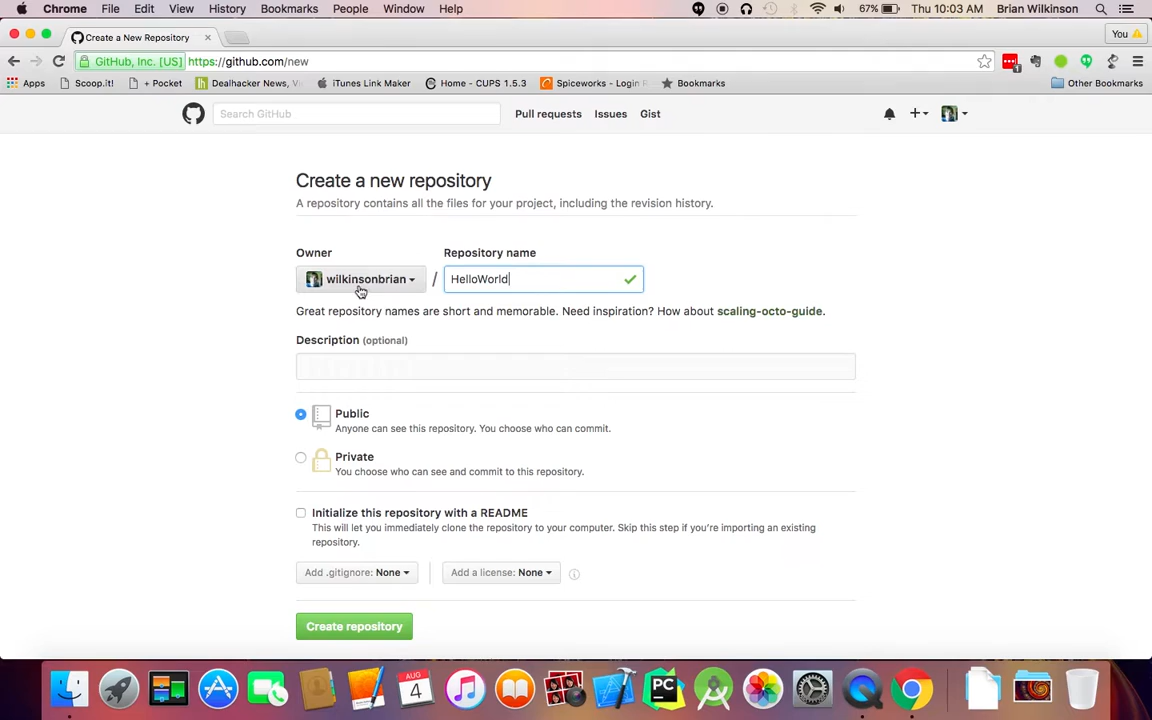 Chrome File Edit View History Bookmarks People Window Help 67% Thu 10:03 AM Brian Wilkinson
Create a New Repository × You
GitHub, Inc. [US] https://github.com/new 1
Apps Scoop.it! + Pocket Dealhacker News, Vi iTunes Link Maker Home - CUPS 1.5.3 Spiceworks - Login Bookmarks Other Bookmarks
Search GitHub Pull requests Issues Gist +
Create a new repository
A repository contains all the files for your project, including the revision history.
Owner Repository name
wilkinsonbrian / HelloWorld
Great repository names are short and memorable. Need inspiration? How about scaling-octo-guide.
Description (optional)
Public
Anyone can see this repository. You choose who can commit.
Private
You choose who can see and commit to this repository.
Initialize this repository with a README
This will let you immediately clone the repository to your computer. Skip this step if you're importing an existing
repository.
Add .gitignore: None Add a license: None
Create repository
AUG
4
PC